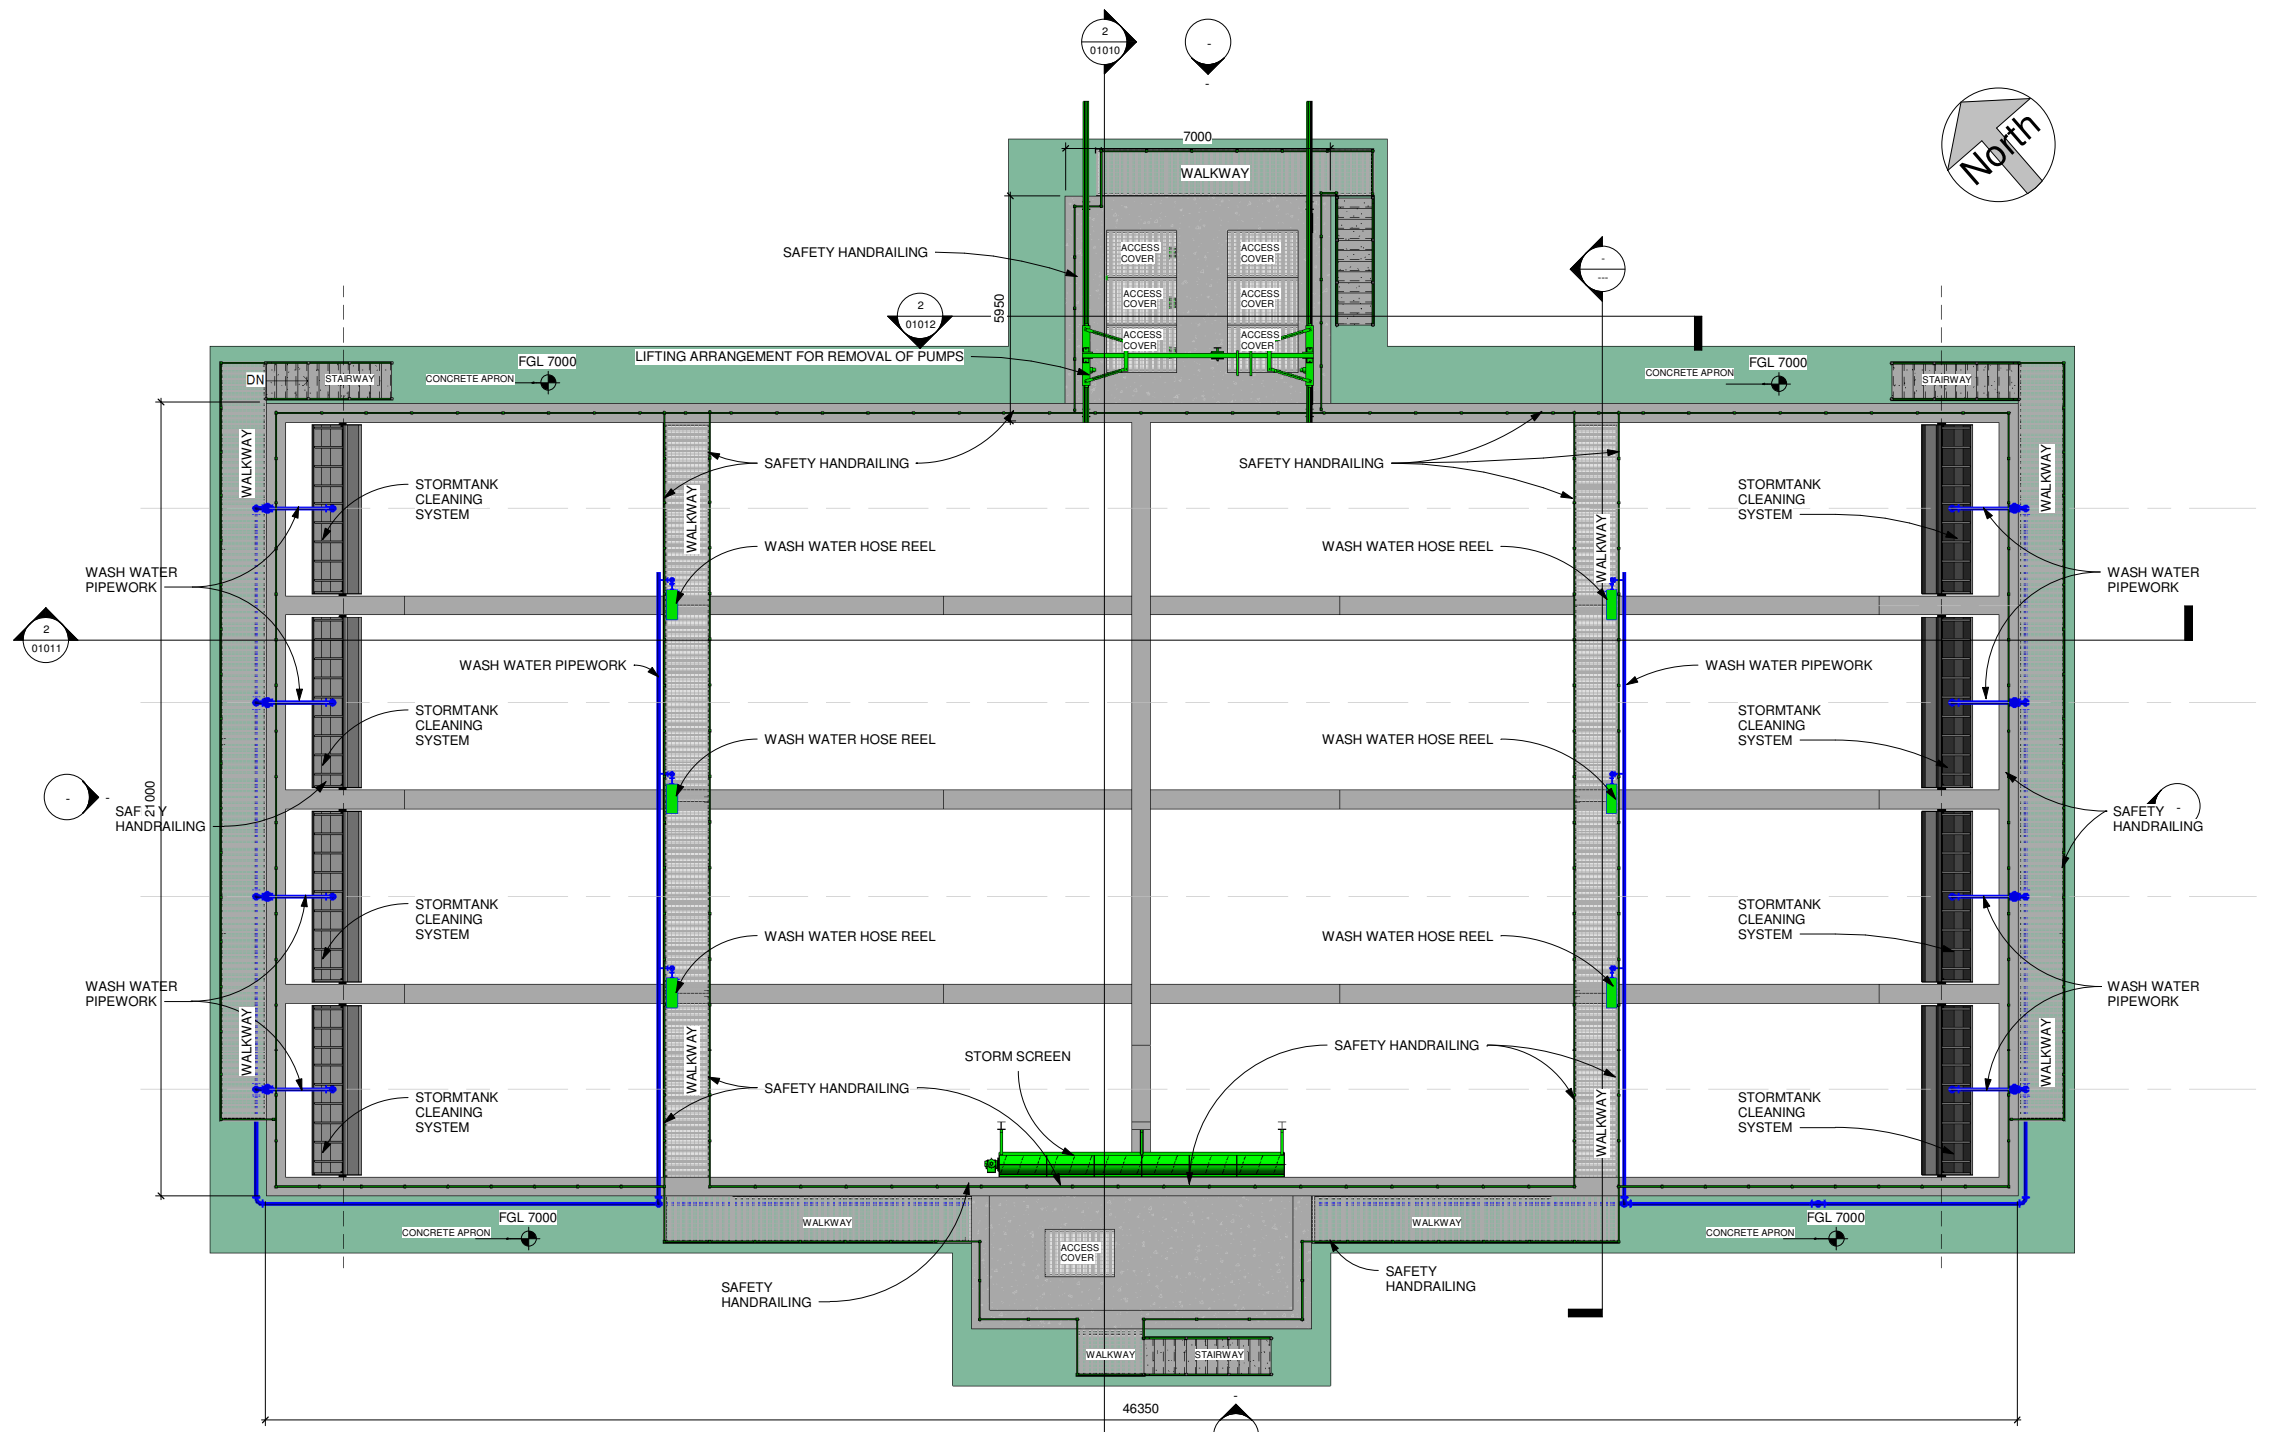 2
01010
-
-
North
7000
WALKWAY
SAFETY HANDRAILING
ACCESS
COVER
ACCESS
COVER
ACCESS
COVER
ACCESS
COVER
ACCESS
COVER
ACCESS
COVER
5950
2
01012
-
---
LIFTING ARRANGEMENT FOR REMOVAL OF PUMPS
FGL 7000
CONCRETE APRON
DN
STAIRWAY
FGL 7000
CONCRETE APRON
STAIRWAY
WALKWAY
STORMTANK
CLEANING
SYSTEM
SAFETY HANDRAILING
WALKWAY
SAFETY HANDRAILING
WALKWAY
STORMTANK
CLEANING
SYSTEM
WALKWAY
WASH WATER HOSE REEL
WASH WATER HOSE REEL
WASH WATER
PIPEWORK
WASH WATER
PIPEWORK
2
01011
WASH WATER PIPEWORK
WASH WATER PIPEWORK
STORMTANK
CLEANING
SYSTEM
WASH WATER HOSE REEL
WASH WATER HOSE REEL
STORMTANK
CLEANING
SYSTEM
-
-
21000
SAFETY
HANDRAILING
-
SAFETY
HANDRAILING
STORMTANK
CLEANING
SYSTEM
WASH WATER HOSE REEL
WASH WATER HOSE REEL
STORMTANK
CLEANING
SYSTEM
WASH WATER
PIPEWORK
WASH WATER
PIPEWORK
WALKWAY
WALKWAY
STORM SCREEN
SAFETY HANDRAILING
WALKWAY
WALKWAY
STORMTANK
CLEANING
SYSTEM
SAFETY HANDRAILING
STORMTANK
CLEANING
SYSTEM
FGL 7000
CONCRETE APRON
WALKWAY
WALKWAY
FGL 7000
CONCRETE APRON
ACCESS
COVER
SAFETY
HANDRAILING
SAFETY
HANDRAILING
WALKWAY
STAIRWAY
-
46350